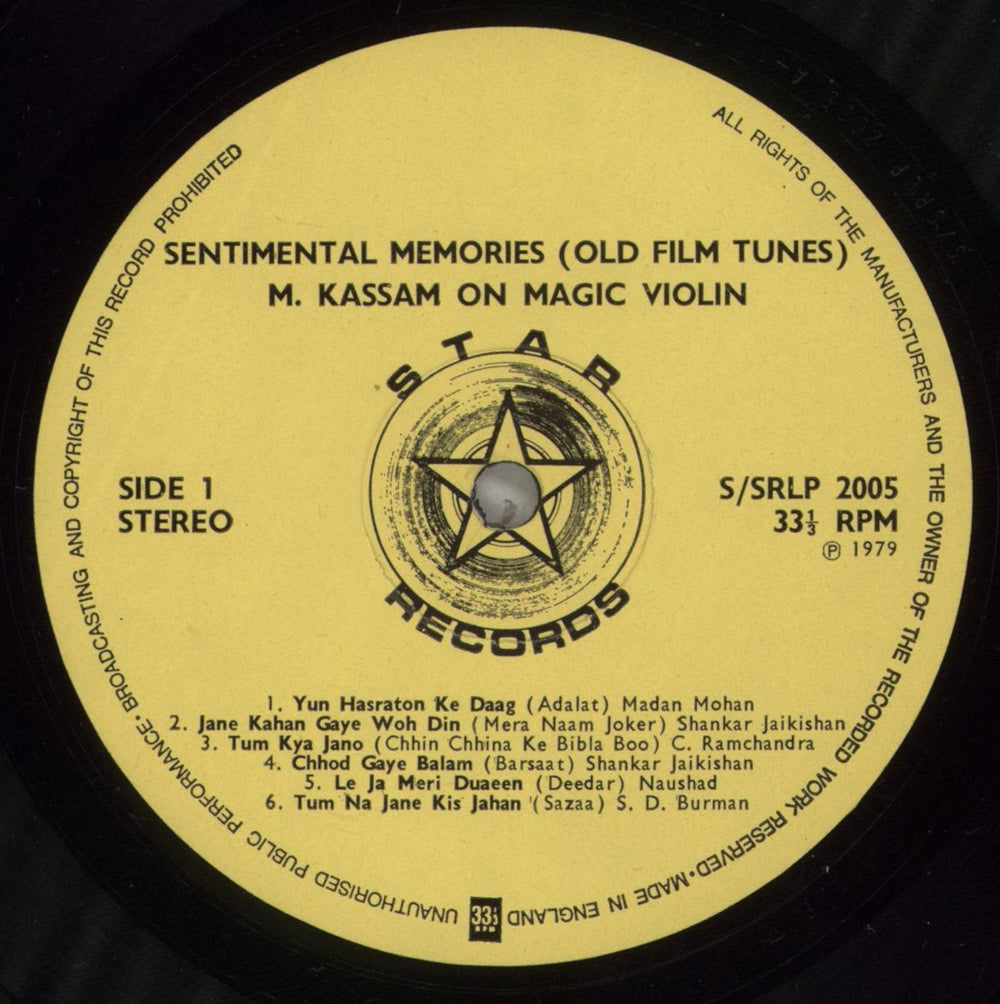 SENTIMENTAL MEMORIES (OLD FILM TUNES)
M. KASSAM ON MAGIC VIOLIN
STAR
RECORDS
SIDE 1
STEREO
S/SRLP 2005
33⅓ RPM
℗ 1979
1. Yun Hasraton Ke Daag (Adalat) Madan Mohan
2. Jane Kahan Gaye Woh Din (Mera Naam Joker) Shankar Jaikishan
3. Tum Kya Jano (Chhin Chhina Ke Bibla Boo) C. Ramchandra
4. Chhod Gaye Balam (Barsaat) Shankar Jaikishan
5. Le Ja Meri Duaeen (Deedar) Naushad
6. Tum Na Jane Kis Jahan (Sazaa) S. D. Burman
ALL RIGHTS OF THE MANUFACTURERS AND THE OWNER OF THE RECORDED WORK RESERVED • MADE IN ENGLAND
33⅓ RPM
UNAUTHORISED PUBLIC PERFORMANCE • BROADCASTING AND COPYRIGHT OF THIS RECORD PROHIBITED